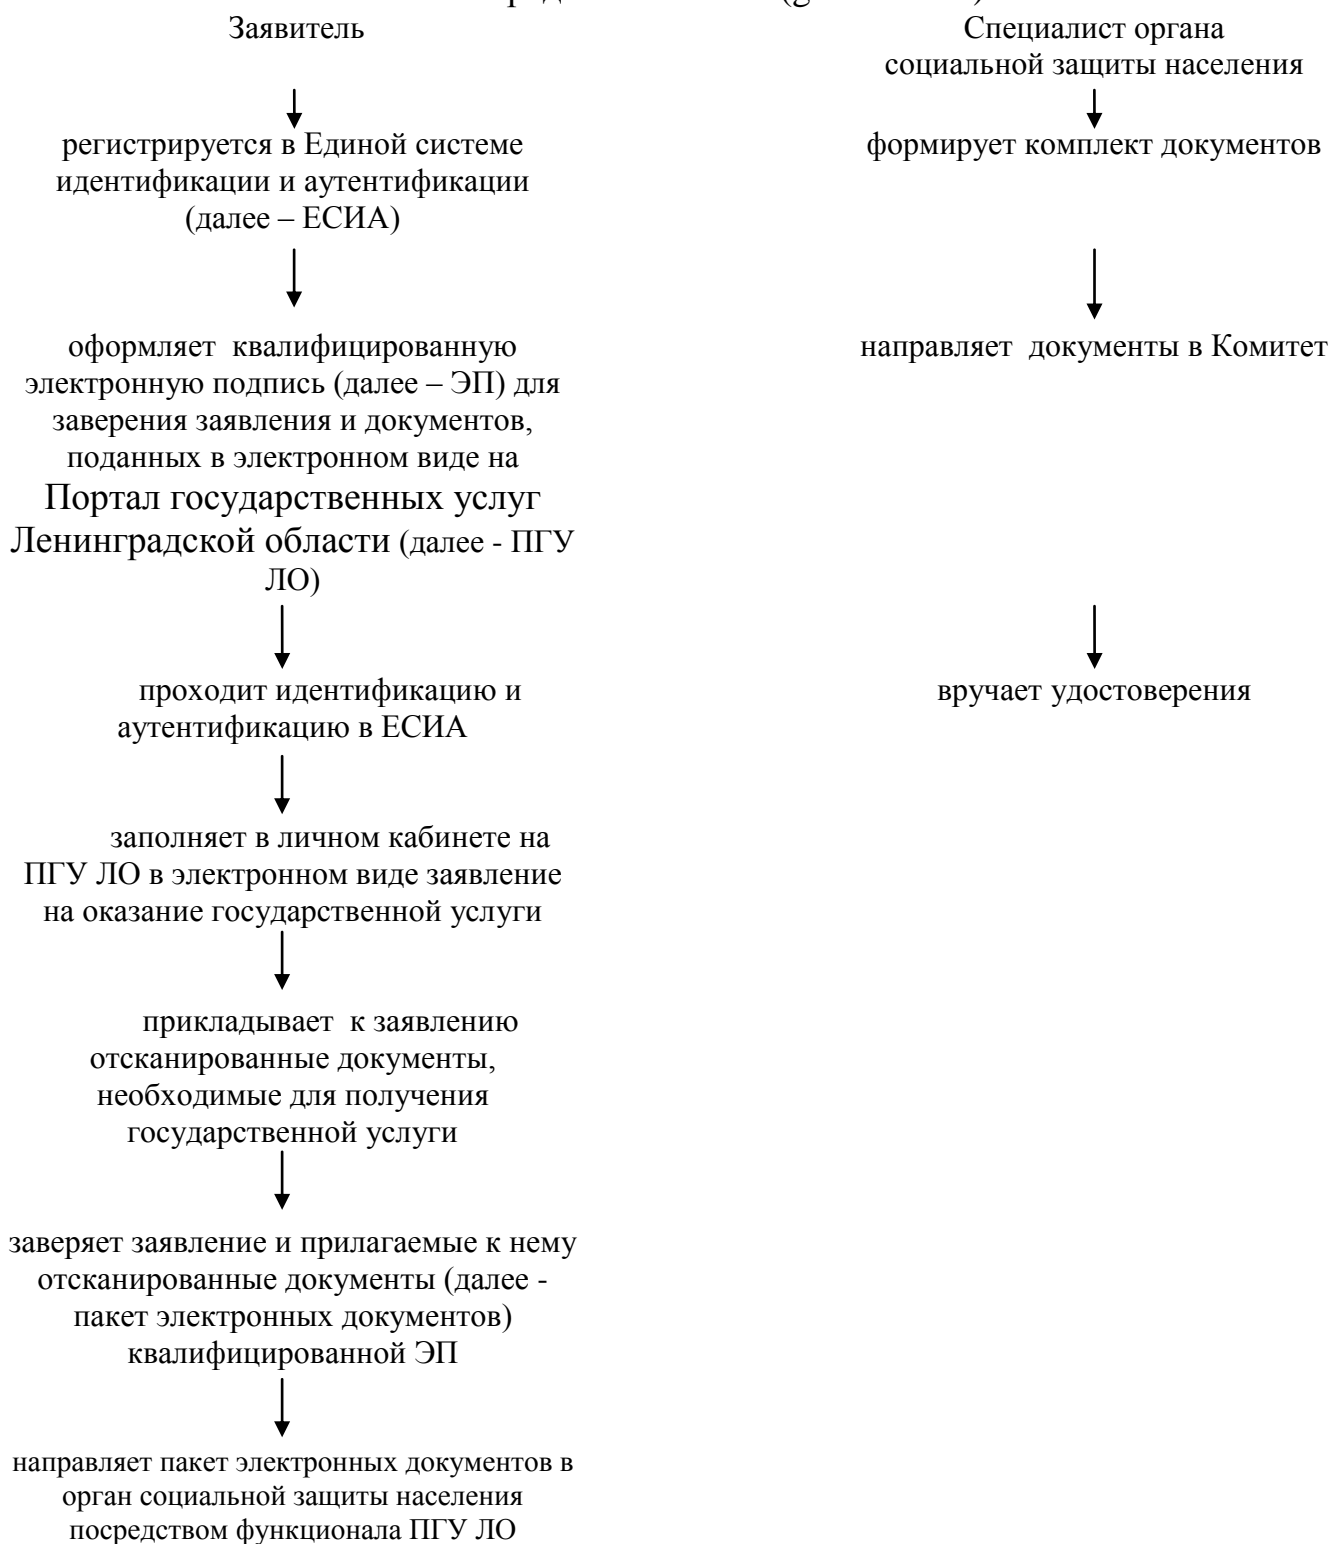 Заявитель
регистрируется в Единой системе
идентификации и аутентификации
(далее – ЕСИА)
оформляет квалифицированную
электронную подпись (далее – ЭП) для
заверения заявления и документов,
поданных в электронном виде на
Портал государственных услуг
Ленинградской области (далее - ПГУ
ЛО)
проходит идентификацию и
аутентификацию в ЕСИА
заполняет в личном кабинете на
ПГУ ЛО в электронном виде заявление
на оказание государственной услуги
прикладывает к заявлению
отсканированные документы,
необходимые для получения
государственной услуги
заверяет заявление и прилагаемые к нему
отсканированные документы (далее -
пакет электронных документов)
квалифицированной ЭП
направляет пакет электронных документов в
орган социальной защиты населения
посредством функционала ПГУ ЛО
Специалист органа
социальной защиты населения
формирует комплект документов
направляет документы в Комитет
вручает удостоверения